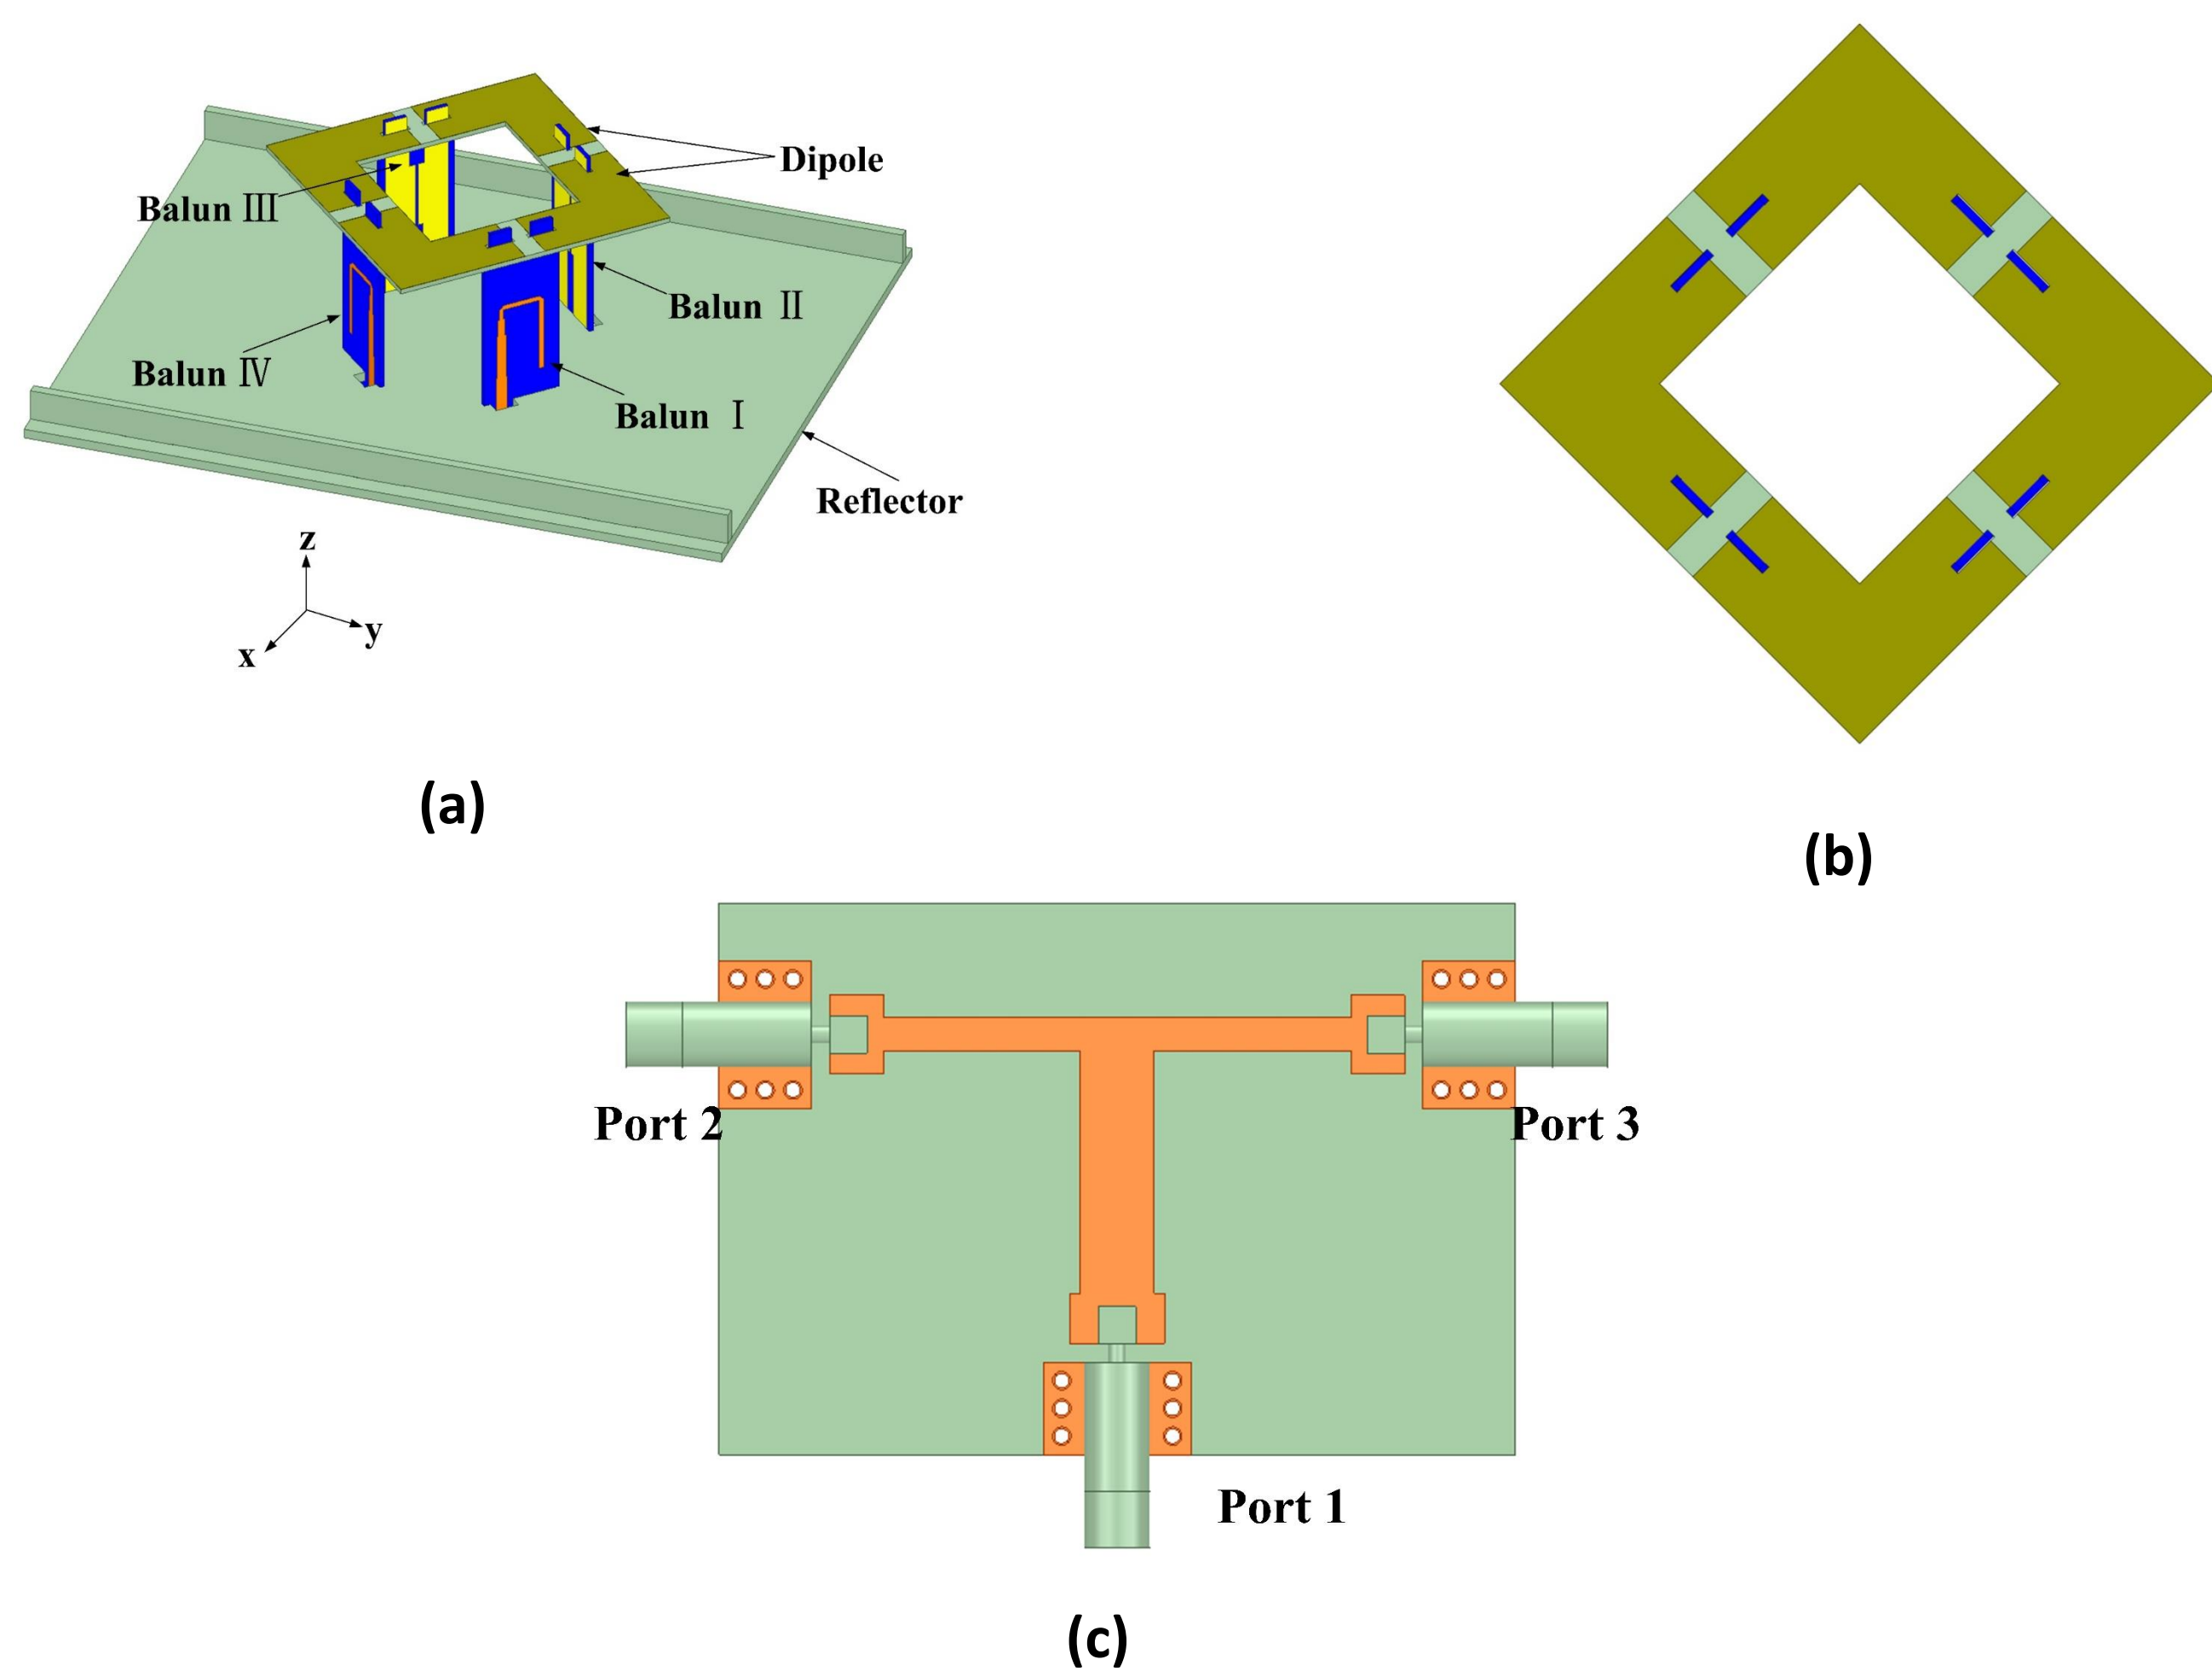 Dipole
Balun Ⅲ
Balun Ⅱ
Balun Ⅳ
Balun Ⅰ
Reflector
z
y
x
(a)
(b)
Port 2
Port 3
Port 1
(c)